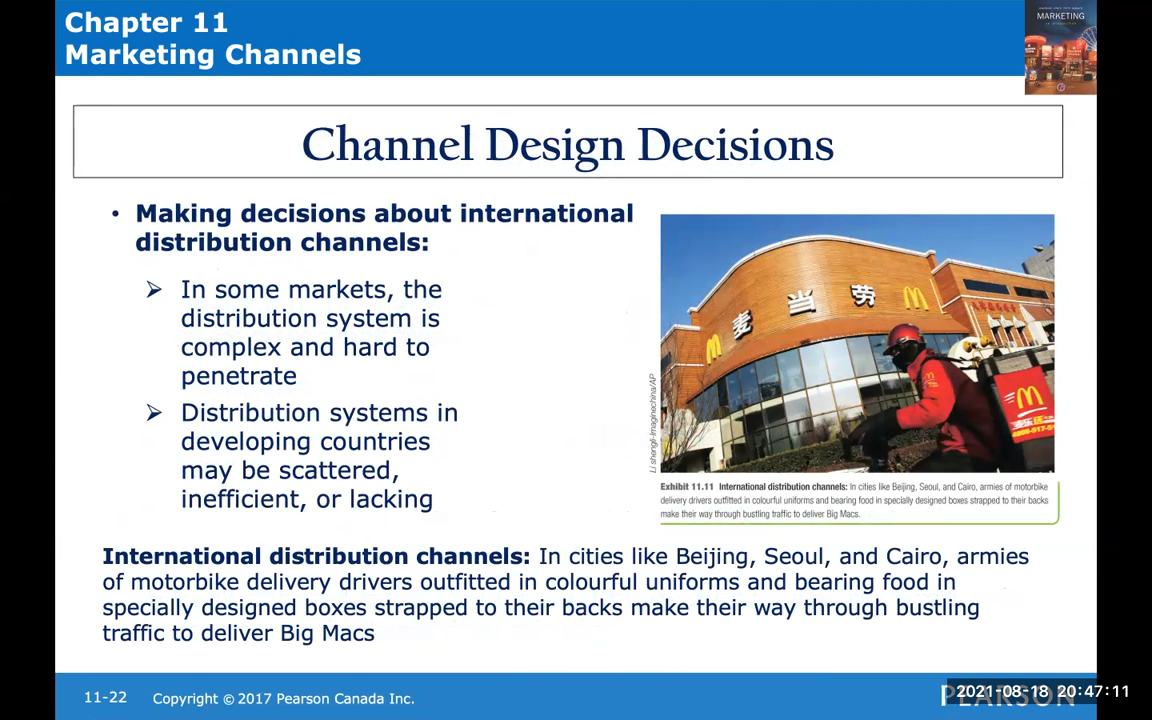 Chapter 11
Marketing Channels
MARKETING
Channel Design Decisions
• Making decisions about international
distribution channels:
➢ In some markets, the
distribution system is
complex and hard to
penetrate
➢ Distribution systems in
developing countries
may be scattered,
inefficient, or lacking
麦当劳
Li shengli-Imaginechina/AP
Exhibit 11.11 International distribution channels: In cities like Beijing, Seoul, and Cairo, armies of motorbike
delivery drivers outfitted in colourful uniforms and bearing food in specially designed boxes strapped to their backs
make their way through bustling traffic to deliver Big Macs.
International distribution channels: In cities like Beijing, Seoul, and Cairo, armies
of motorbike delivery drivers outfitted in colourful uniforms and bearing food in
specially designed boxes strapped to their backs make their way through bustling
traffic to deliver Big Macs
11-22
Copyright © 2017 Pearson Canada Inc.
PEARSON
2021-08-18 20:47:11